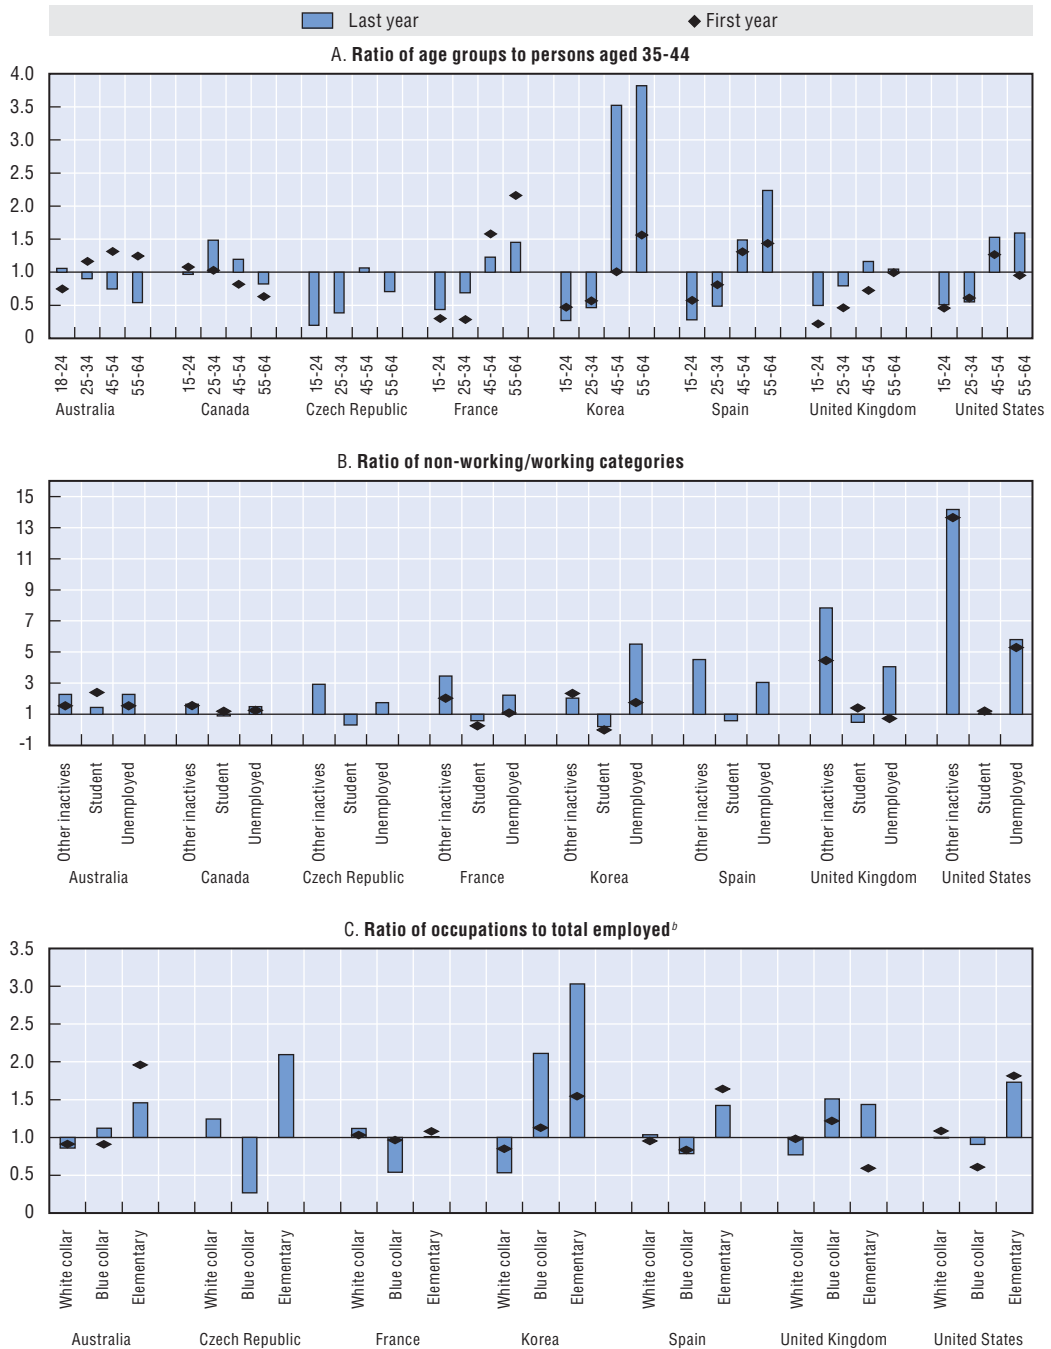 Last year First year
A. Ratio of age groups to persons aged 35-44
4.0
3.5
3.0
2.5
2.0
1.5
1.0
0.5
0
18-24 25-34 45-54 55-64 15-24 25-34 45-54 55-64 15-24 25-34 45-54 55-64 15-24 25-34 45-54 55-64 15-24 25-34 45-54 55-64 15-24 25-34 45-54 55-64 15-24 25-34 45-54 55-64 15-24 25-34 45-54 55-64
Australia Canada Czech Republic France Korea Spain United Kingdom United States
B. Ratio of non-working/working categories
15
13
11
9
7
5
3
1
-1
Other inactives Student Unemployed Other inactives Student Unemployed Other inactives Student Unemployed Other inactives Student Unemployed Other inactives Student Unemployed Other inactives Student Unemployed Other inactives Student Unemployed Other inactives Student Unemployed
Australia Canada Czech Republic France Korea Spain United Kingdom United States
C. Ratio of occupations to total employed b
3.5
3.0
2.5
2.0
1.5
1.0
0.5
0
White collar Blue collar Elementary White collar Blue collar Elementary White collar Blue collar Elementary White collar Blue collar Elementary White collar Blue collar Elementary White collar Blue collar Elementary White collar Blue collar Elementary
Australia Czech Republic France Korea Spain United Kingdom United States